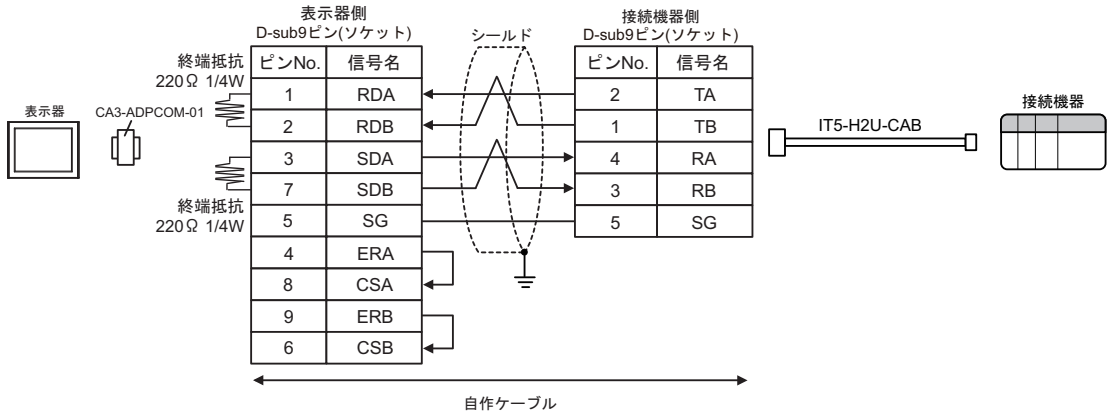 表示器側
D-sub9ピン(ソケット)
シールド
接続機器側
D-sub9ピン(ソケット)
終端抵抗
220Ω 1/4W
ピンNo. 信号名
1 RDA
2 RDB
3 SDA
7 SDB
5 SG
4 ERA
8 CSA
9 ERB
6 CSB
終端抵抗
220Ω 1/4W
ピンNo. 信号名
2 TA
1 TB
4 RA
3 RB
5 SG
表示器
CA3-ADPCOM-01
IT5-H2U-CAB
接続機器
自作ケーブル